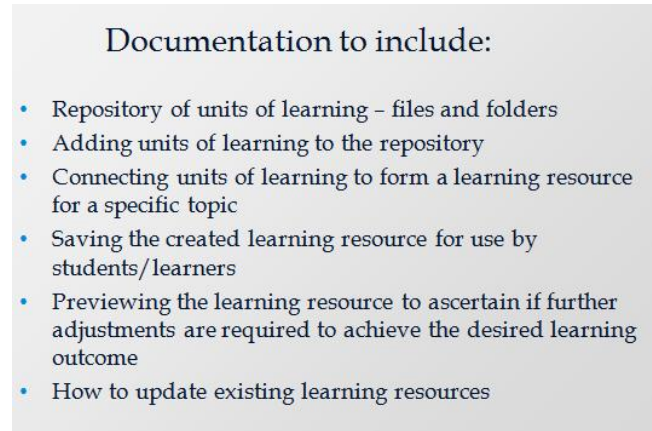 Documentation to include:
• Repository of units of learning – files and folders
• Adding units of learning to the repository
• Connecting units of learning to form a learning resource
for a specific topic
• Saving the created learning resource for use by
students/learners
• Previewing the learning resource to ascertain if further
adjustments are required to achieve the desired learning
outcome
• How to update existing learning resources